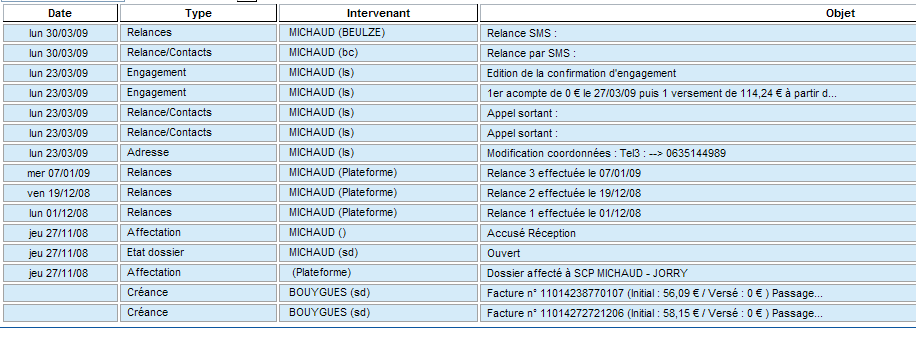 Date Type Intervenant Objet
lun 30/03/09 Relances MICHAUD (BEULZE) Relance SMS :
lun 30/03/09 Relance/Contacts MICHAUD (bc) Relance par SMS :
lun 23/03/09 Engagement MICHAUD (ls) Edition de la confirmation d'engagement
lun 23/03/09 Engagement MICHAUD (ls) 1er acompte de 0 € le 27/03/09 puis 1 versement de 114,24 € à partir d...
lun 23/03/09 Relance/Contacts MICHAUD (ls) Appel sortant :
lun 23/03/09 Relance/Contacts MICHAUD (ls) Appel sortant :
lun 23/03/09 Adresse MICHAUD (ls) Modification coordonnées : Tel3 : --> 0635144989
mer 07/01/09 Relances MICHAUD (Plateforme) Relance 3 effectuée le 07/01/09
ven 19/12/08 Relances MICHAUD (Plateforme) Relance 2 effectuée le 19/12/08
lun 01/12/08 Relances MICHAUD (Plateforme) Relance 1 effectuée le 01/12/08
jeu 27/11/08 Affectation MICHAUD () Accusé Réception
jeu 27/11/08 Etat dossier MICHAUD (sd) Ouvert
jeu 27/11/08 Affectation (Plateforme) Dossier affecté à SCP MICHAUD - JORRY
Créance BOUYGUES (sd) Facture n° 11014238770107 (Initial : 56,09 € / Versé : 0 € ) Passage...
Créance BOUYGUES (sd) Facture n° 11014272721206 (Initial : 58,15 € / Versé : 0 € ) Passage...